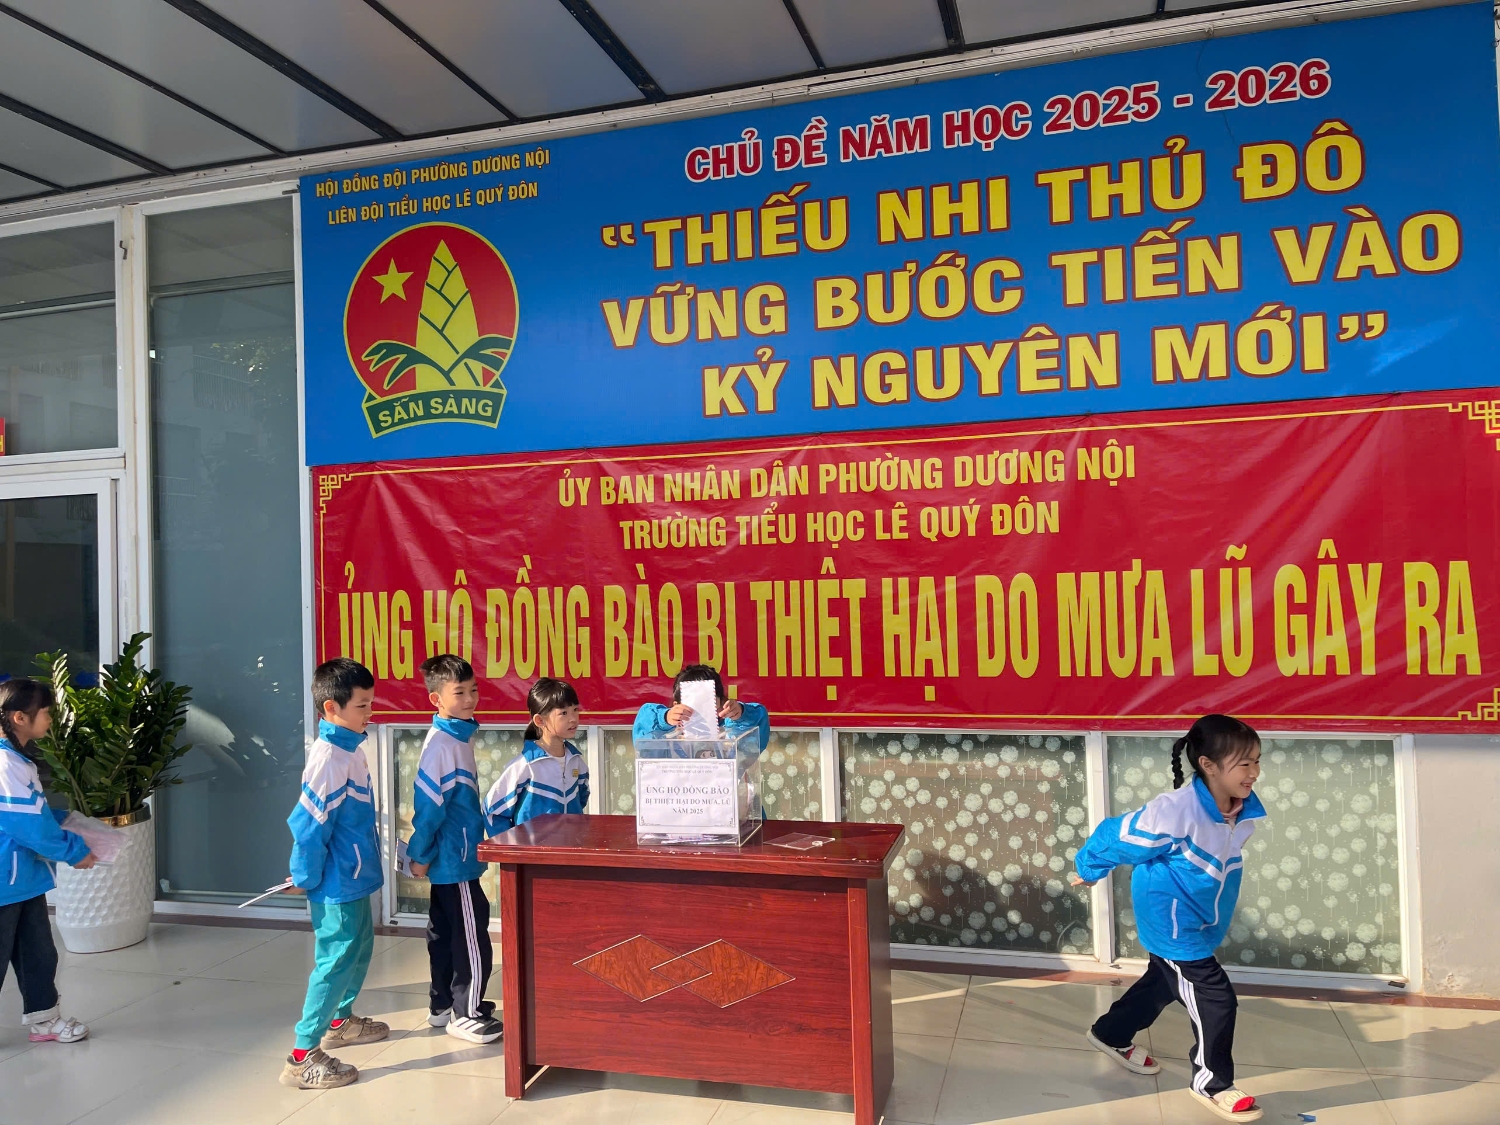 HỘI ĐỒNG ĐỘI PHƯỜNG DƯƠNG NỘI
LIÊN ĐỘI TIỂU HỌC LÊ QUÝ ĐÔN
SẴN SÀNG
CHỦ ĐỀ NĂM HỌC 2025 - 2026
“THIẾU NHI THỦ ĐÔ
VỮNG BƯỚC TIẾN VÀO
KỶ NGUYÊN MỚI”
ỦY BAN NHÂN DÂN PHƯỜNG DƯƠNG NỘI
TRƯỜNG TIỂU HỌC LÊ QUÝ ĐÔN
ỦNG HỘ ĐỒNG BÀO BỊ THIỆT HẠI DO MƯA LŨ GÂY RA
ỦNG HỘ ĐỒNG BÀO
BỊ THIỆT HẠI DO MƯA, LŨ
NĂM 2025